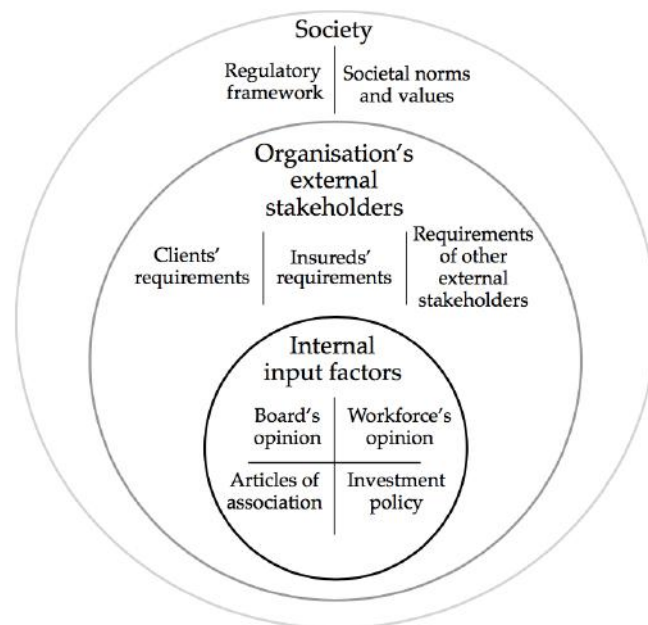 Society
Regulatory
framework
Societal norms
and values
Organisation's
external
stakeholders
Clients'
requirements
Insureds'
requirements
Requirements
of other
external
stakeholders
Internal
input factors
Board's
opinion
Workforce's
opinion
Articles of
association
Investment
policy